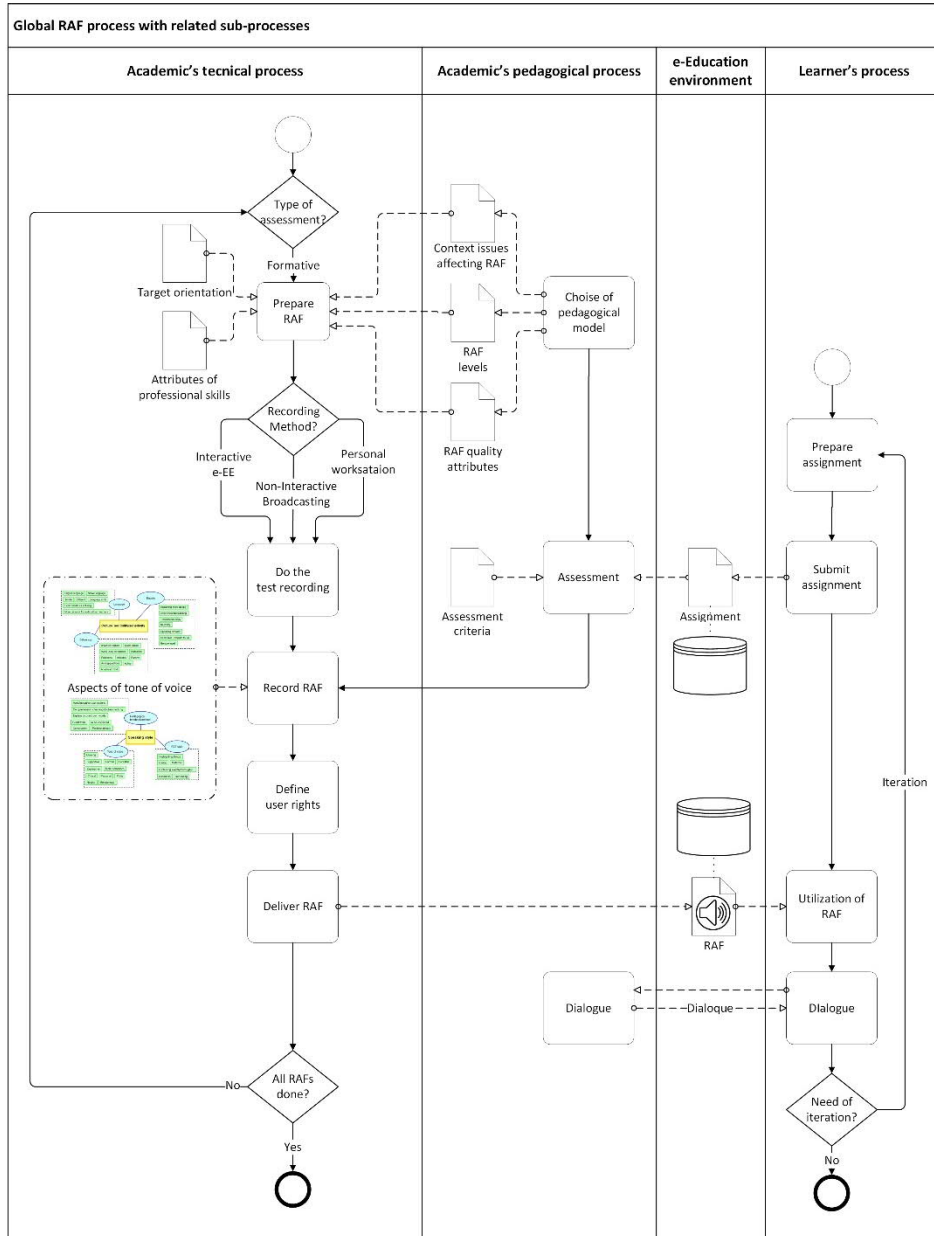 Global RAF process with related sub-processes
Academic's tecnical process
Academic's pedagogical process
e-Education
environment
Learner's process
Type of
assessment?
Formative
Target orientation
Prepare
RAF
Attributes of
professional skills
Recording
Method?
Interactive
e-EE
Non-Interactive
Broadcasting
Personal
worksataion
Do the
test recording
Aspects of tone of voice
Speaking style
Record RAF
Define
user rights
Deliver RAF
All RAFs
done?
No
Yes
Context issues
affecting RAF
RAF
levels
RAF quality
attributes
Choise of
pedagogical
model
Assessment
criteria
Assessment
Dialogue
Assignment
RAF
Dialoque
Prepare
assignment
Submit
assignment
Iteration
Utilization of
RAF
Dialogue
Need of
iteration?
No